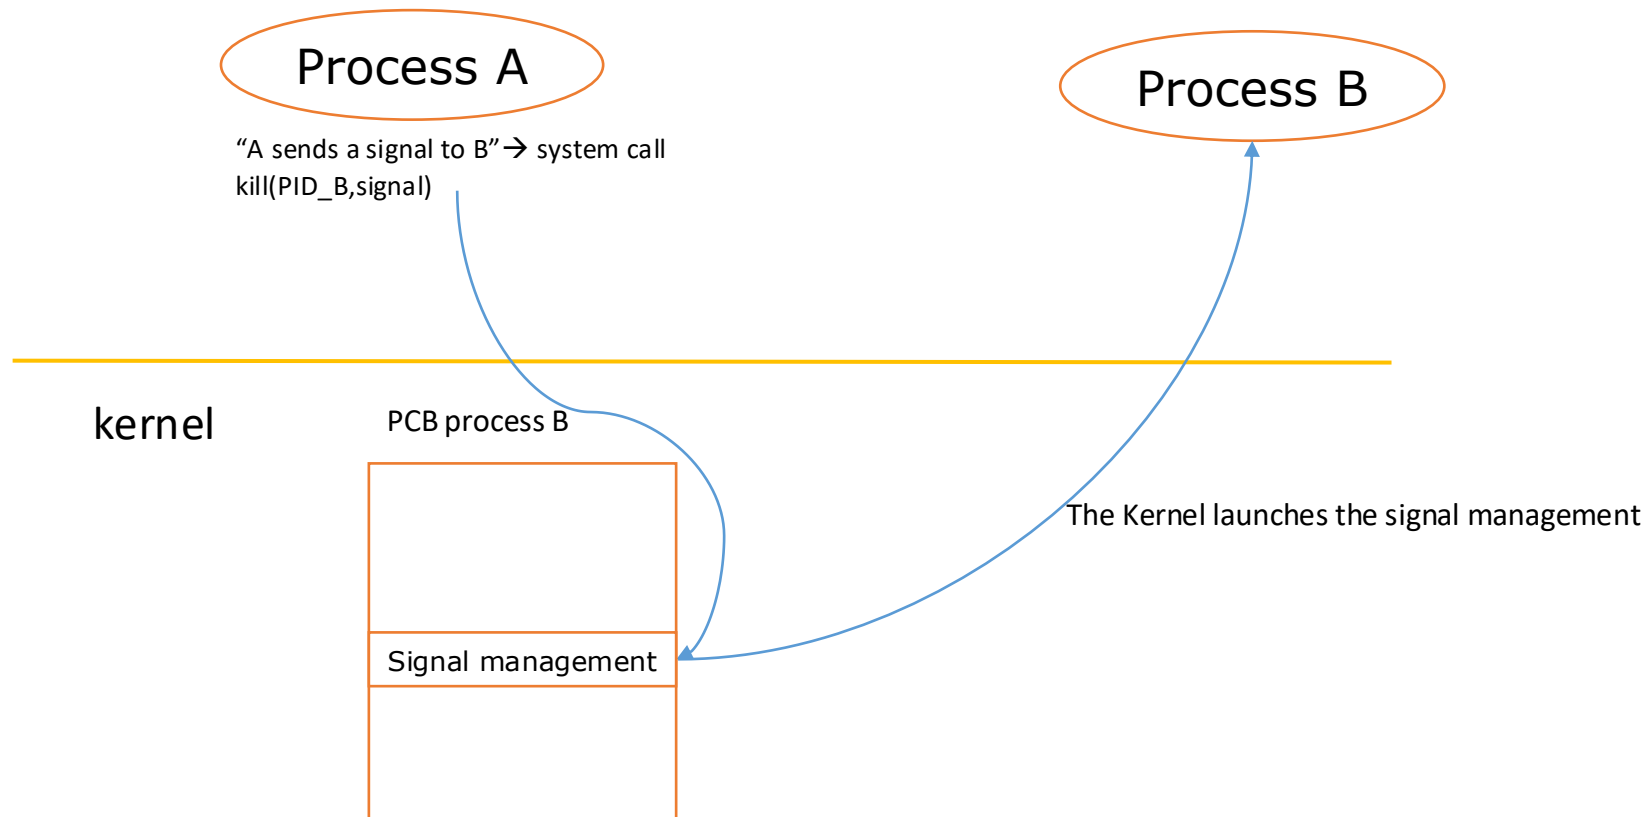 Process A
Process B
“A sends a signal to B”→ system call
kill(PID_B,signal)
kernel
PCB process B
The Kernel launches the signal management
Signal management